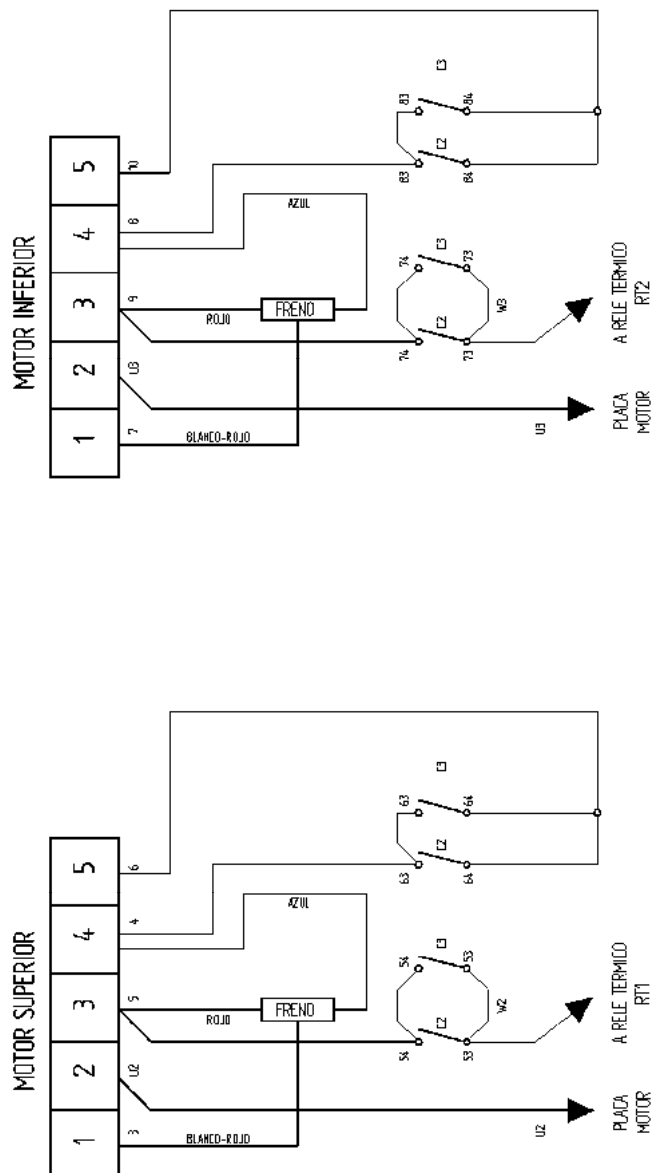 MOTOR SUPERIOR
1
2
3
4
5
3
U2
5
4
6
BLANCO-ROJO
ROJO
FRENO
AZUL
54
C2
53
54
C3
53
W2
63
C2
64
63
C3
64
U2
PLACA
MOTOR
A RELE TERMICO
RT1
MOTOR INFERIOR
1
2
3
4
5
7
U3
9
8
10
BLANCO-ROJO
ROJO
FRENO
AZUL
74
C2
73
74
C3
73
W3
83
C2
84
83
C3
84
U3
PLACA
MOTOR
A RELE TERMICO
RT2